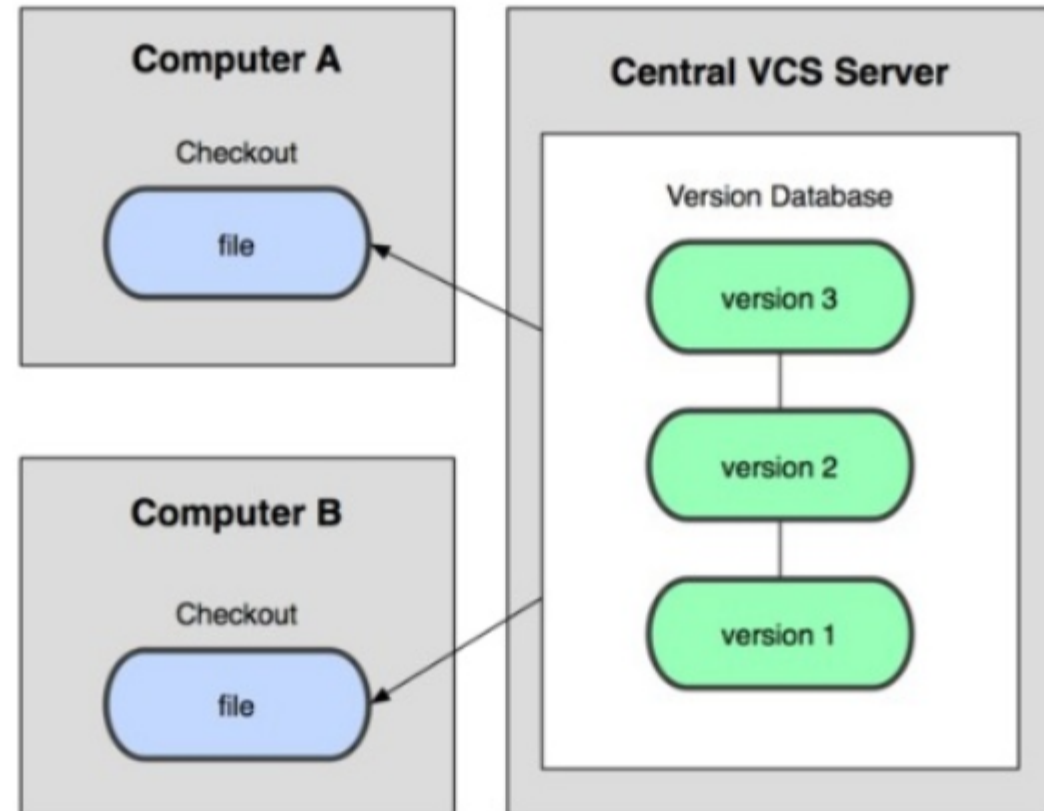 Computer A
Checkout
file
Computer B
Checkout
file
Central VCS Server
Version Database
version 3
version 2
version 1